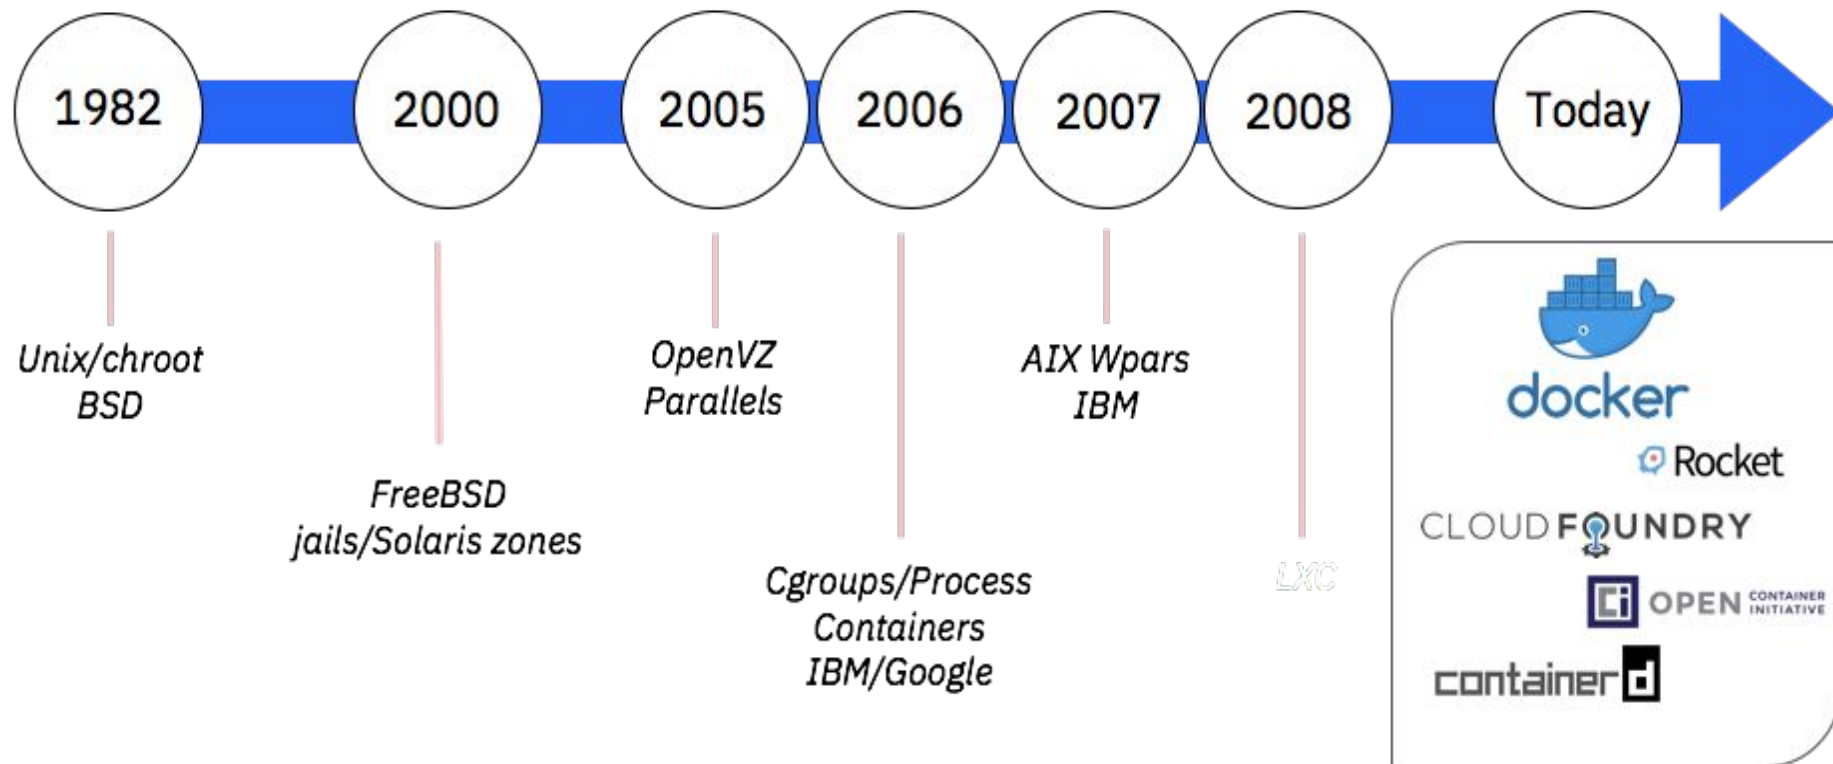 1982
2000
2005
2006
2007
2008
Today
Unix/chroot
BSD
FreeBSD
jails/Solaris zones
OpenVZ
Parallels
Cgroups/Process
Containers
IBM/Google
AIX Wpars
IBM
LXC
docker
Rocket
CLOUD FOUNDRY
Ci OPEN CONTAINER
INITIATIVE
containerd